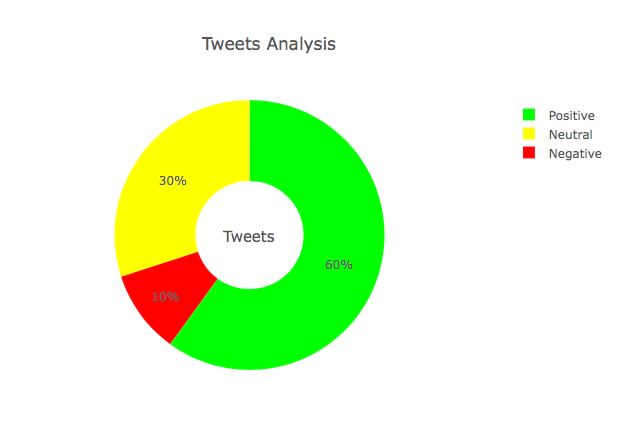 Tweets Analysis
Positive
Neutral
Negative
30%
Tweets
60%
10%